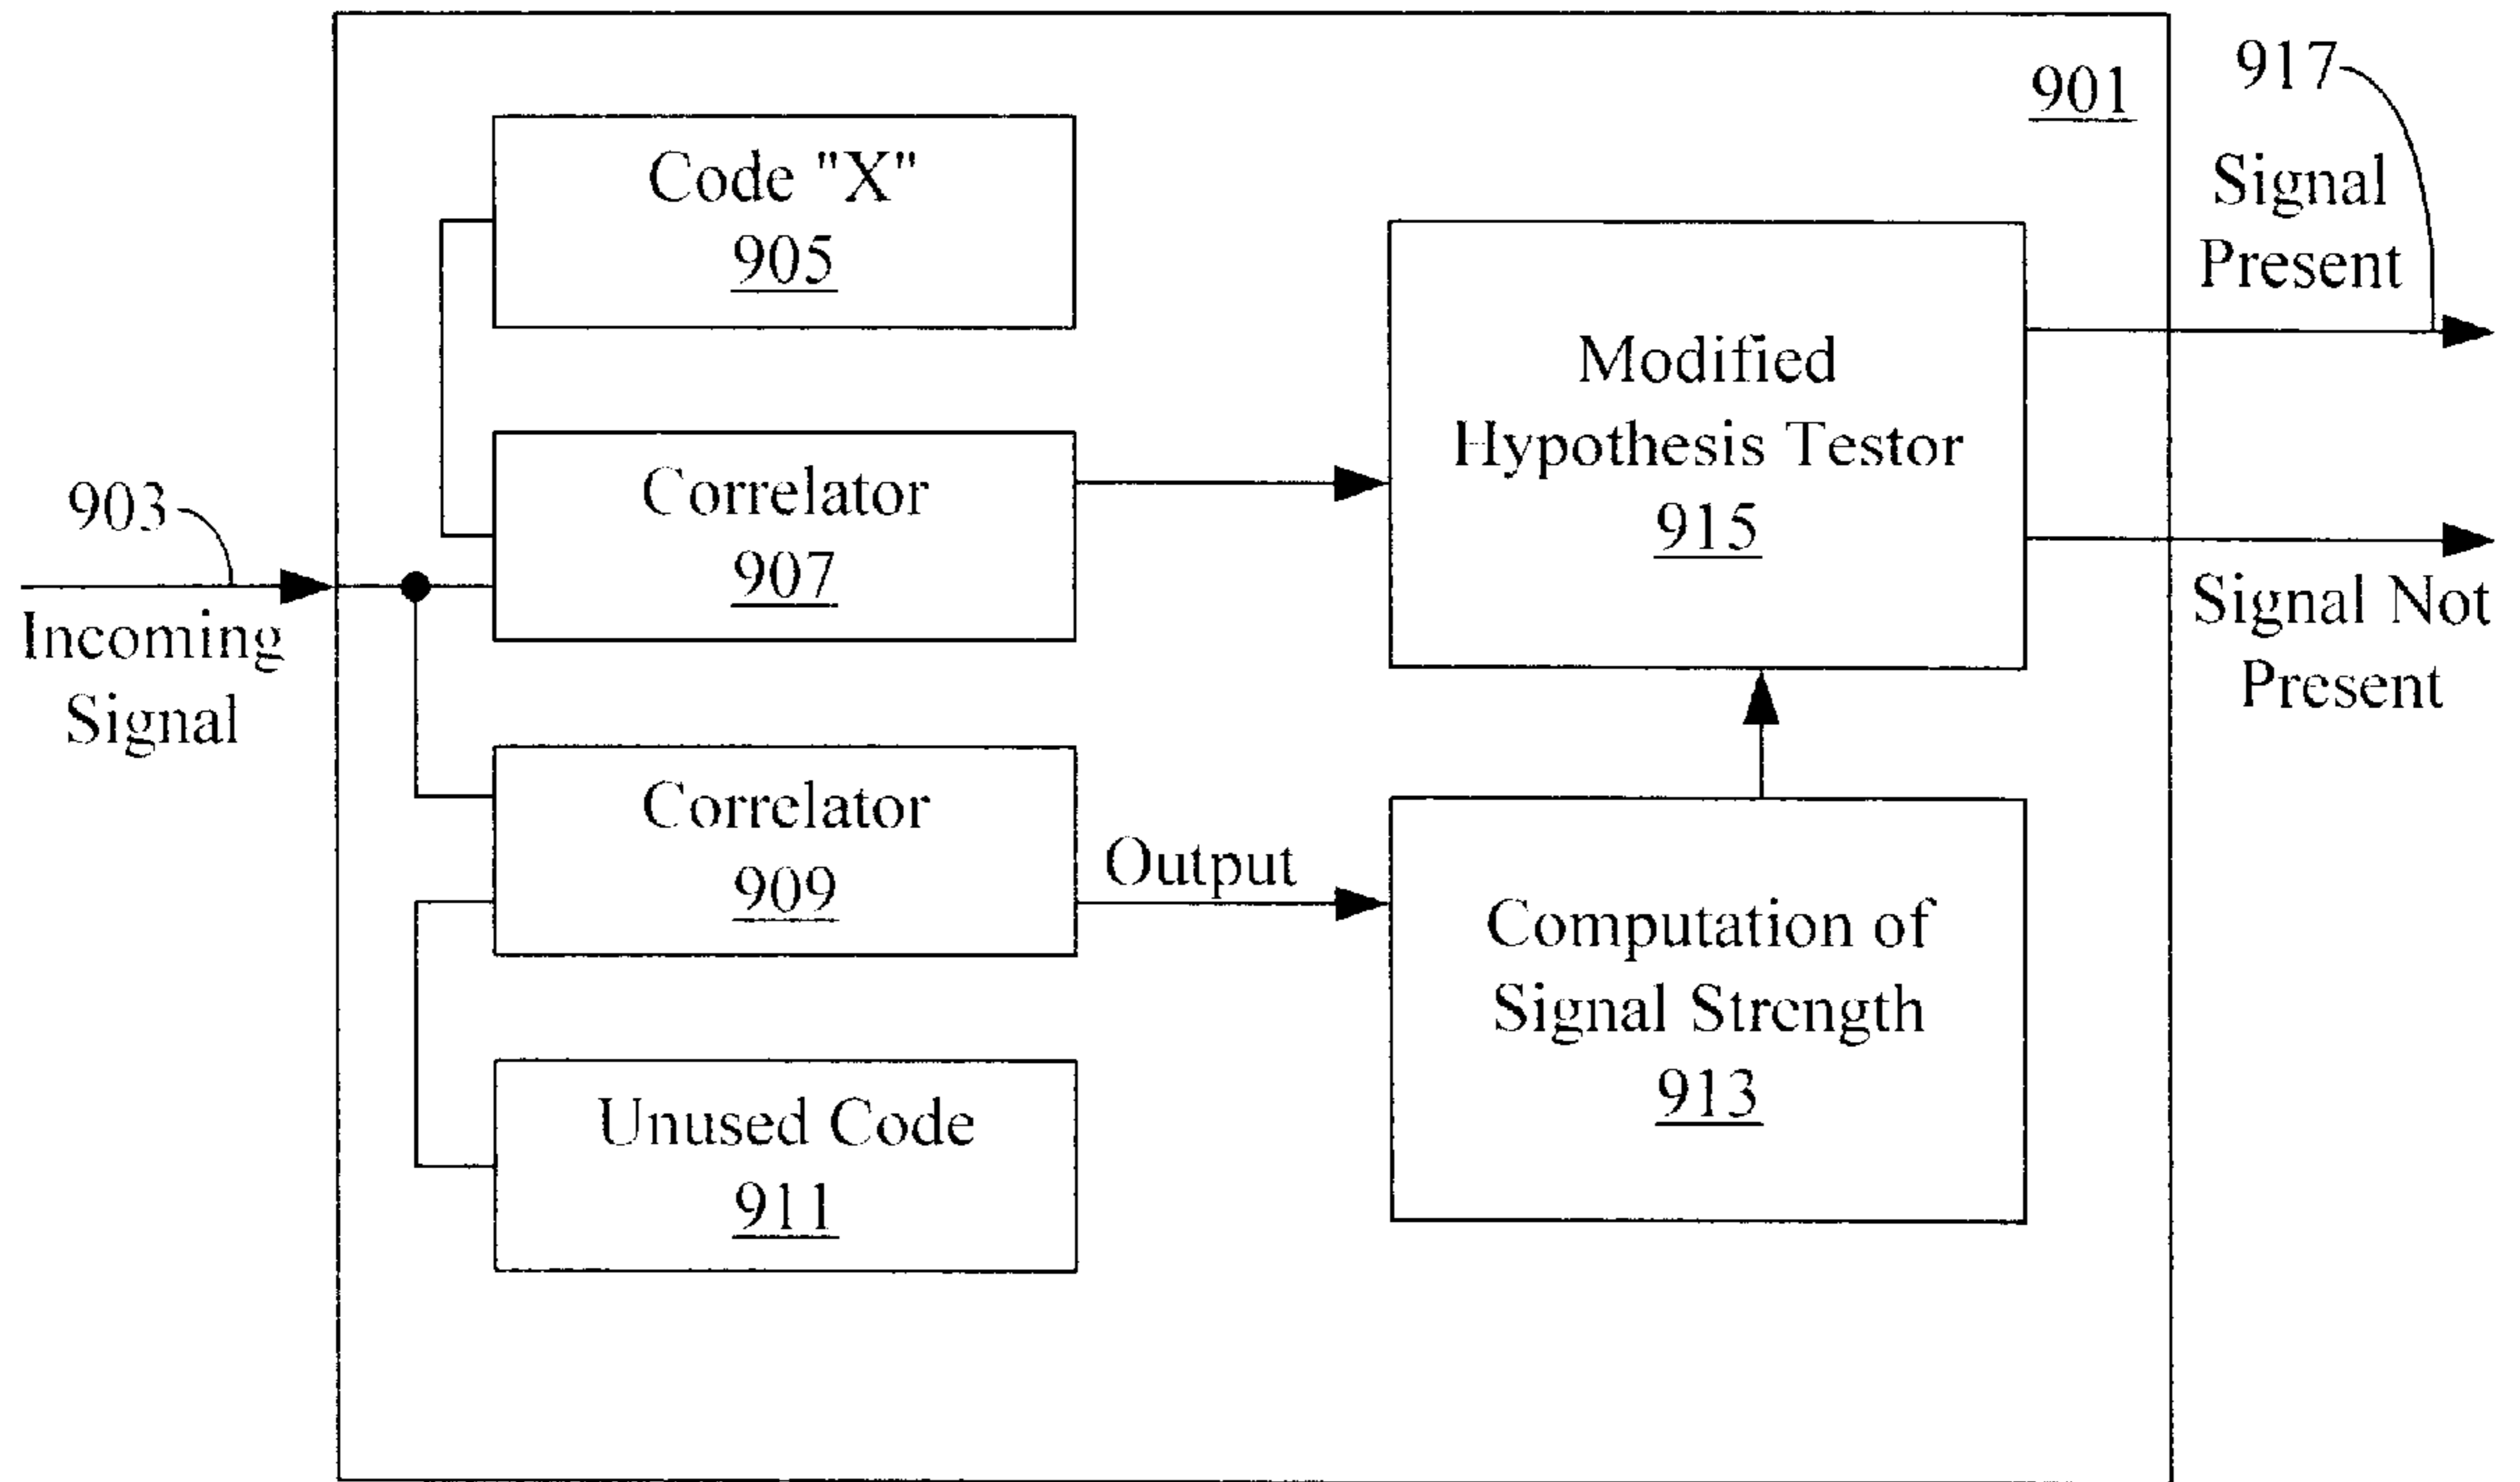 901
917
Signal
Present
Code "X"
905
Modified
Hypothesis Testor
915
Correlator
907
903
Incoming
Signal
Signal Not
Present
Correlator
909
Output
Computation of
Signal Strength
913
Unused Code
911